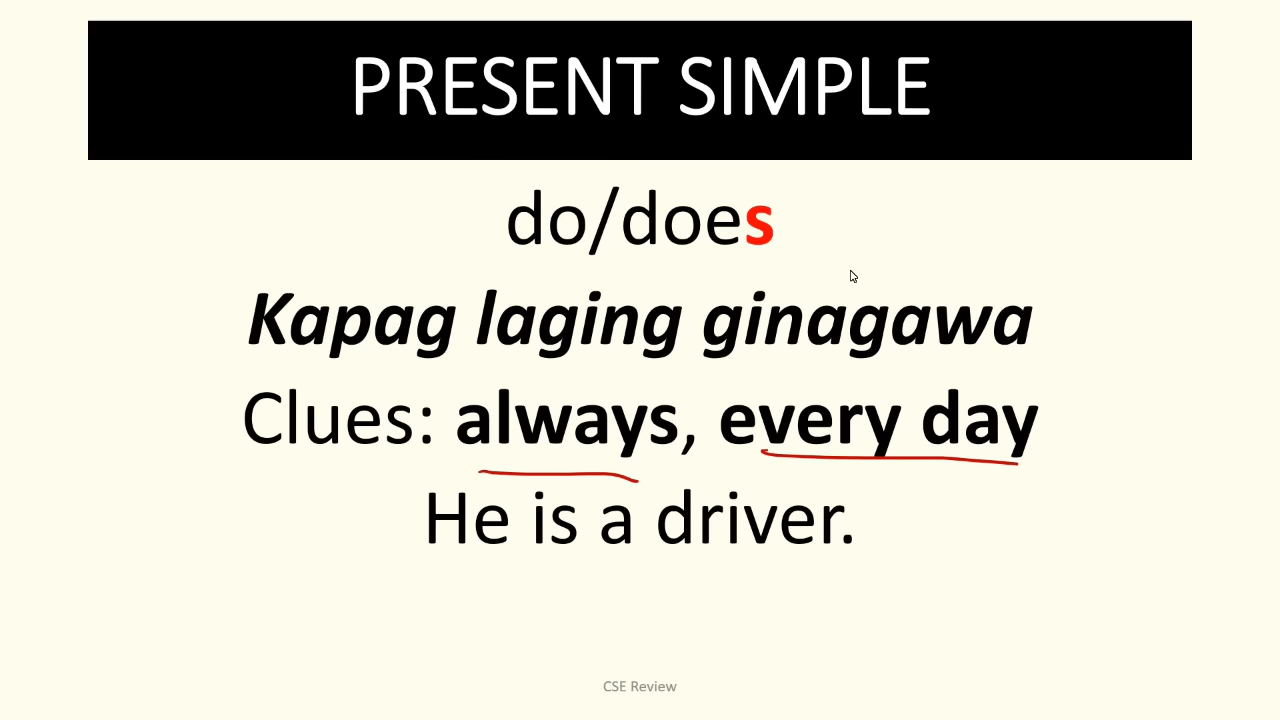 PRESENT SIMPLE
do/does
Kapag laging ginagawa
Clues: always, every day
He is a driver.
CSE Review